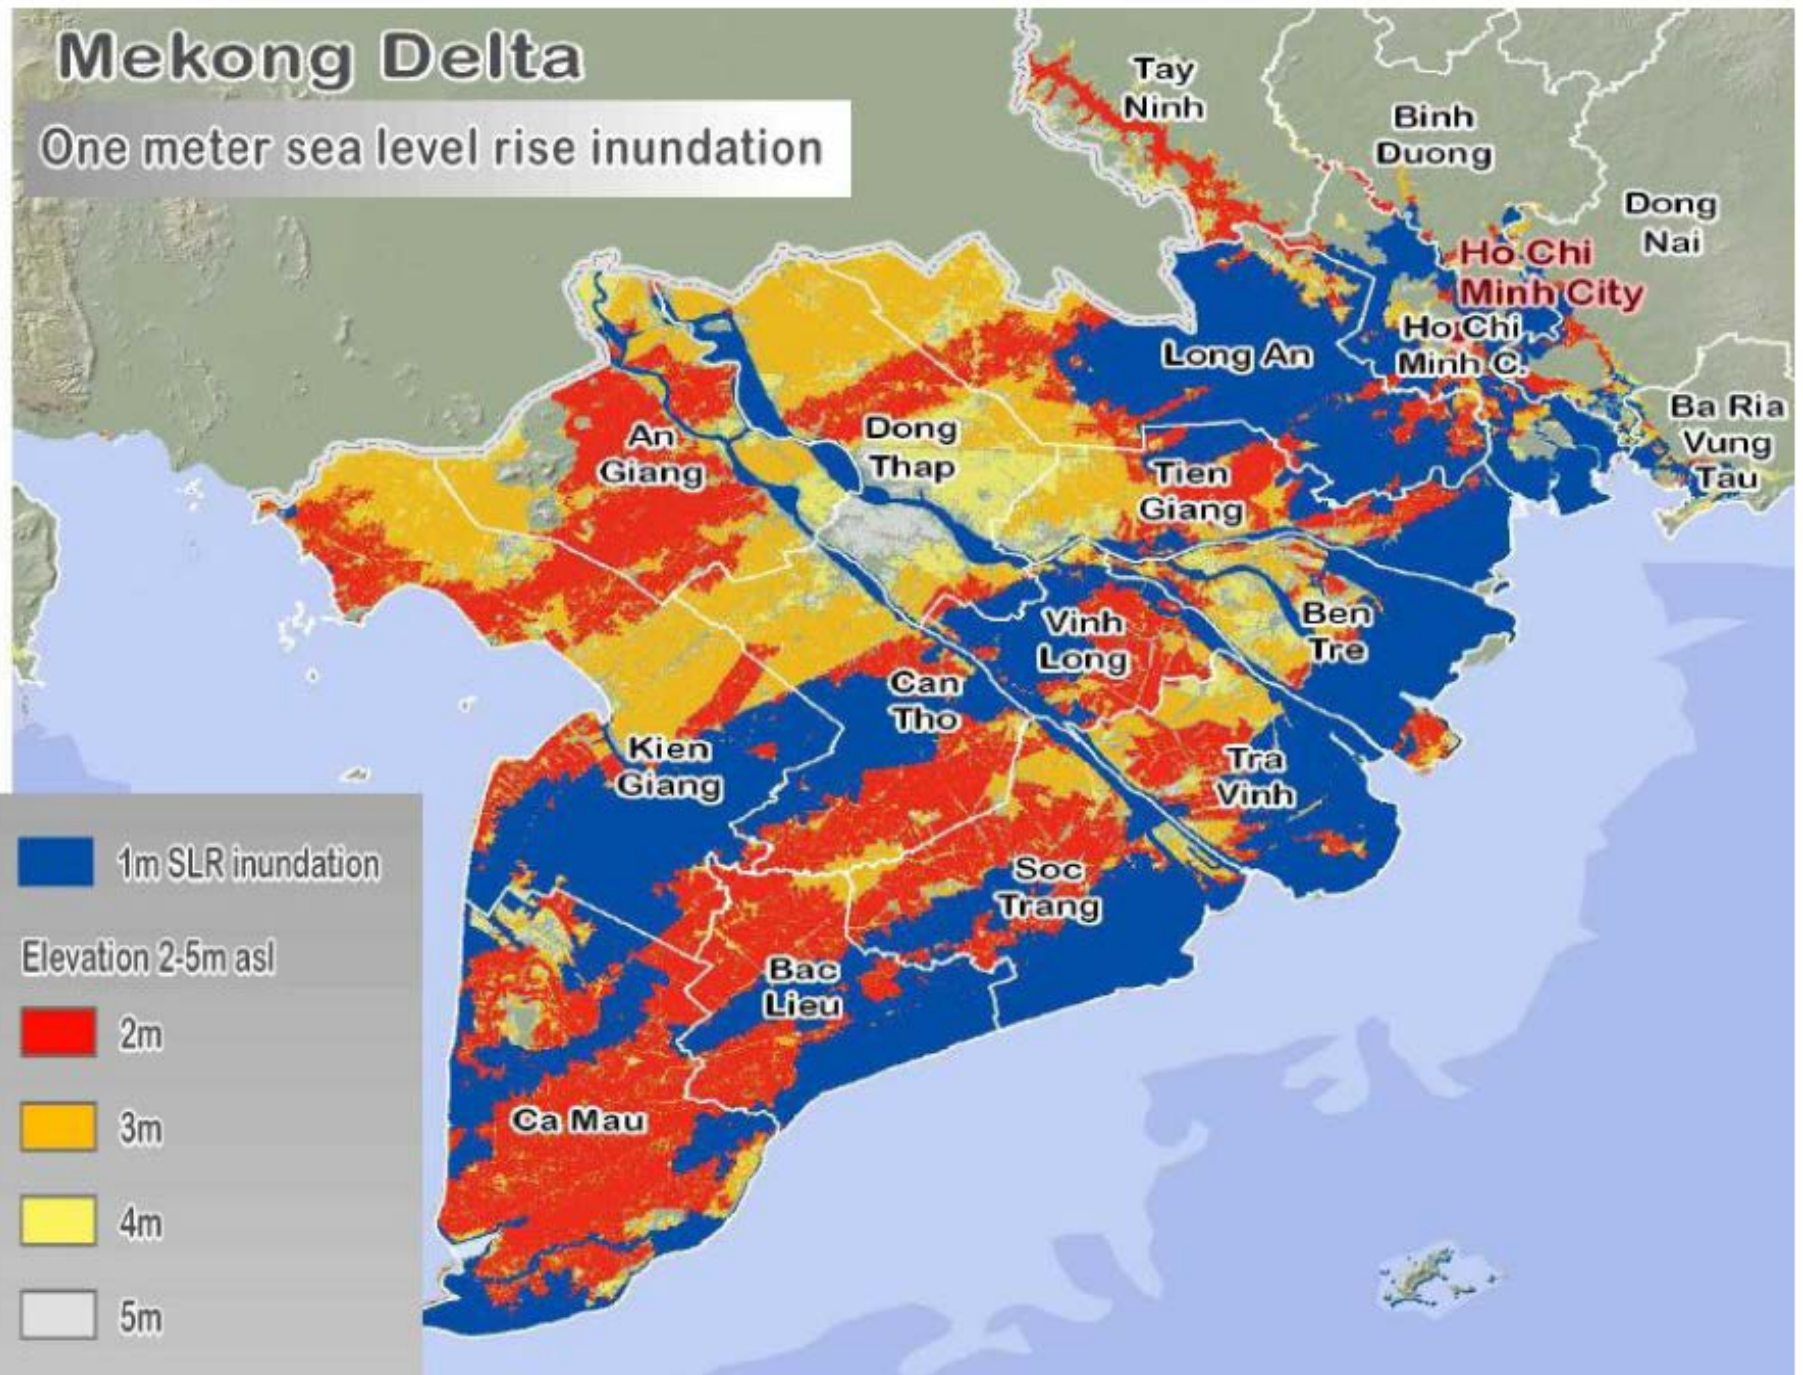 Mekong Delta
One meter sea level rise inundation
Tay
Ninh
Binh
Duong
Dong
Nai
Ho Chi
Minh City
Ho Chi
Minh C.
Long An
Ba Ria
Vung
Tau
An
Giang
Dong
Thap
Tien
Giang
Ben
Tre
Vinh
Long
Can
Tho
Kien
Giang
Tra
Vinh
Soc
Trang
Bac
Lieu
Ca Mau
1m SLR inundation
Elevation 2-5m asl
2m
3m
4m
5m